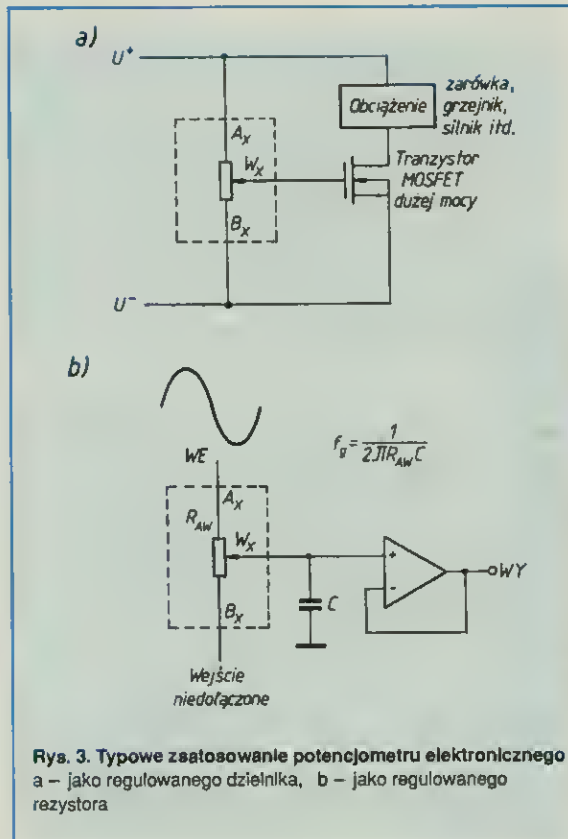 a)
U⁺
Obciążenie
żarówka,
grzejnik,
silnik itd.
A_X
W_X
B_X
Tranzystor
MOSFET
dużej mocy
U⁻
b)
WE
f_g = 1/(2ΠR_AW C)
A_X
R_AW
W_X
B_X
C
+
-
WY
Wejście
niedołączone
Rys. 3. Typowe zsatosowanie potencjometru elektronicznego
a – jako regulowanego dzielnika, b – jako regulowanego
rezystora